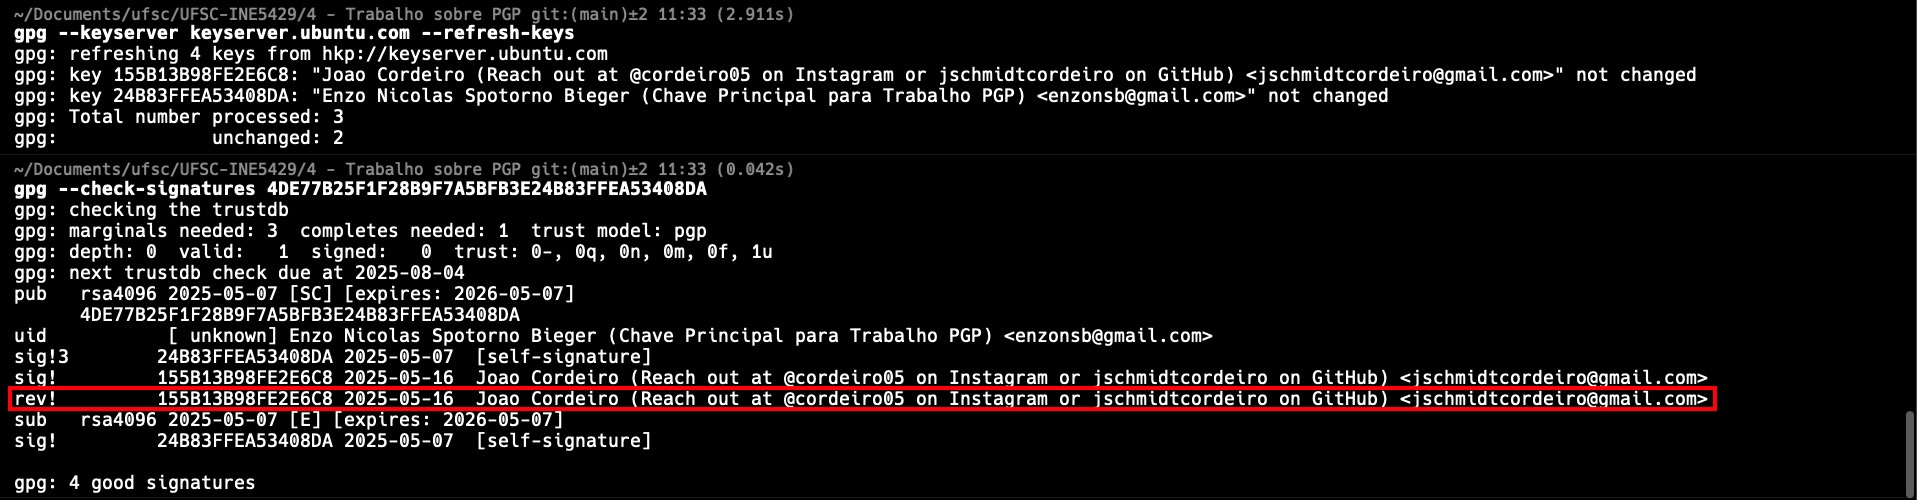 ~/Documents/ufsc/UFSC-INE5429/4 - Trabalho sobre PGP git:(main)±2 11:33 (2.911s)
gpg --keyserver keyserver.ubuntu.com --refresh-keys
gpg: refreshing 4 keys from hkp://keyserver.ubuntu.com
gpg: key 155B13B98FE2E6C8: "Joao Cordeiro (Reach out at @cordeiro05 on Instagram or jschmidtcordeiro on GitHub) <jschmidtcordeiro@gmail.com>" not changed
gpg: key 24B83FFEA53408DA: "Enzo Nicolas Spotorno Bieger (Chave Principal para Trabalho PGP) <enzonsb@gmail.com>" not changed
gpg: Total number processed: 3
gpg:              unchanged: 2
~/Documents/ufsc/UFSC-INE5429/4 - Trabalho sobre PGP git:(main)±2 11:33 (0.042s)
gpg --check-signatures 4DE77B25F1F28B9F7A5BFB3E24B83FFEA53408DA
gpg: checking the trustdb
gpg: marginals needed: 3  completes needed: 1  trust model: pgp
gpg: depth: 0  valid:   1  signed:   0  trust: 0-, 0q, 0n, 0m, 0f, 1u
gpg: next trustdb check due at 2025-08-04
pub   rsa4096 2025-05-07 [SC] [expires: 2026-05-07]
      4DE77B25F1F28B9F7A5BFB3E24B83FFEA53408DA
uid           [ unknown] Enzo Nicolas Spotorno Bieger (Chave Principal para Trabalho PGP) <enzonsb@gmail.com>
sig!3        24B83FFEA53408DA 2025-05-07  [self-signature]
sig!         155B13B98FE2E6C8 2025-05-16  Joao Cordeiro (Reach out at @cordeiro05 on Instagram or jschmidtcordeiro on GitHub) <jschmidtcordeiro@gmail.com>
rev!         155B13B98FE2E6C8 2025-05-16  Joao Cordeiro (Reach out at @cordeiro05 on Instagram or jschmidtcordeiro on GitHub) <jschmidtcordeiro@gmail.com>
sub   rsa4096 2025-05-07 [E] [expires: 2026-05-07]
sig!         24B83FFEA53408DA 2025-05-07  [self-signature]
gpg: 4 good signatures